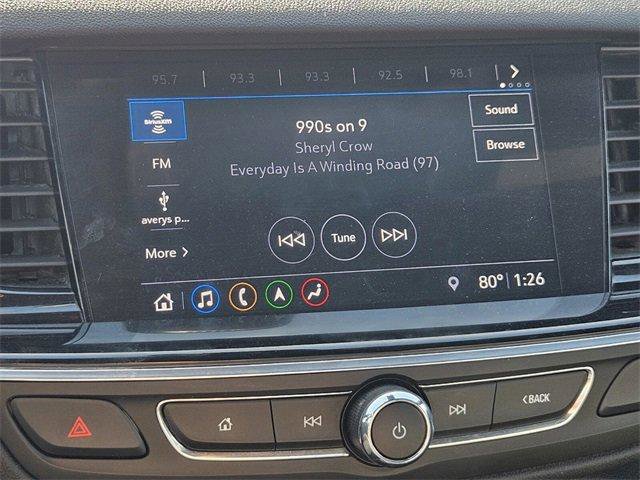 95.7 93.3 93.3 92.5 98.1
SiriusXM
FM
averys p...
More
990s on 9
Sheryl Crow
Everyday Is A Winding Road (97)
Sound
Browse
Tune
80° 1:26
BACK